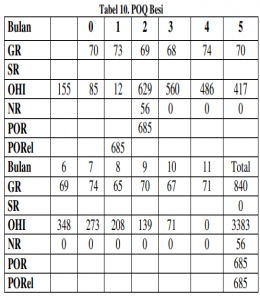 Tabel 10. POQ Besi
Bulan 0 1 2 3 4 5
GR 70 73 69 68 74 70
SR
OHI 155 85 12 629 560 486 417
NR 56 0 0 0
POR 685
PORel 685
Bulan 6 7 8 9 10 11 Total
GR 69 74 65 70 67 71 840
SR 0
OHI 348 273 208 139 71 0 3383
NR 0 0 0 0 0 0 56
POR 685
PORel 685